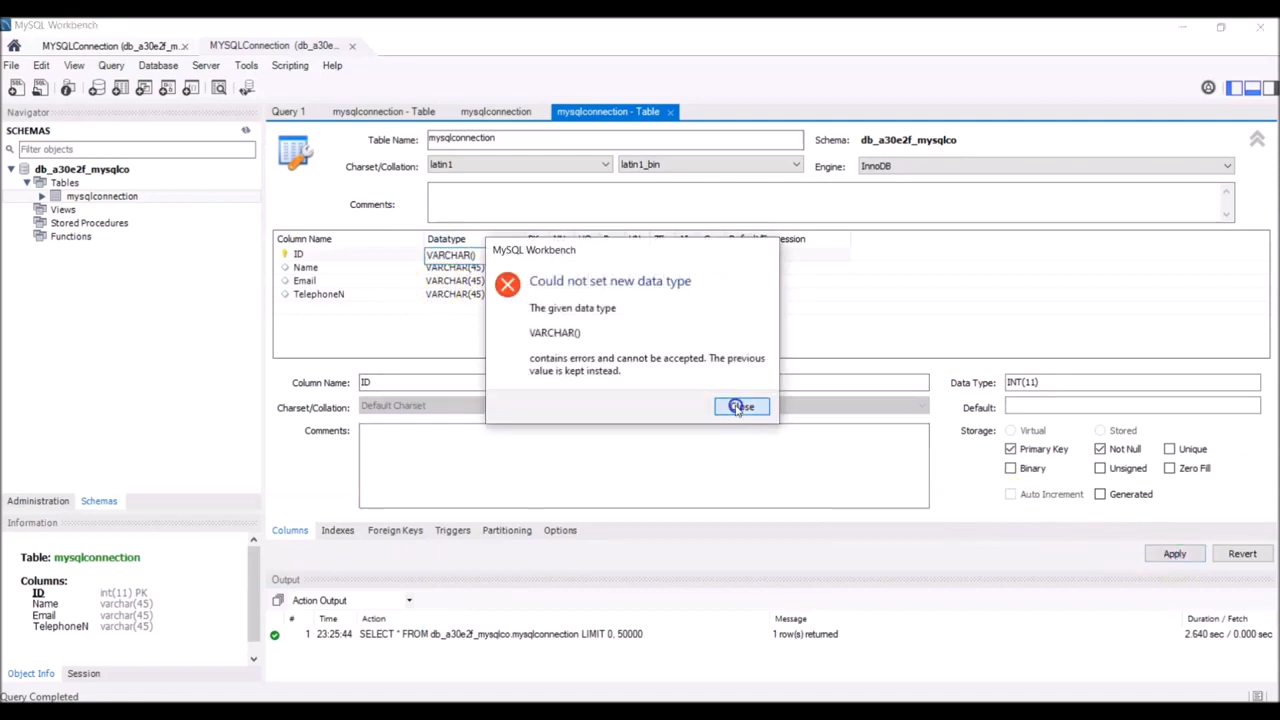 MySQL Workbench
MYSQLConnection (db_a30e2f_m... MYSQLConnection (db_a30e...
File Edit View Query Database Server Tools Scripting Help
Navigator
SCHEMAS
Filter objects
db_a30e2f_mysqlco
Tables
mysqlconnection
Views
Stored Procedures
Functions
Administration Schemas
Information
Table: mysqlconnection
Columns:
ID int(11) PK
Name varchar(45)
Email varchar(45)
TelephoneN varchar(45)
Object Info Session
Query 1 mysqlconnection - Table mysqlconnection mysqlconnection - Table
Table Name: mysqlconnection Schema: db_a30e2f_mysqlco
Charset/Collation: latin1 latin1_bin Engine: InnoDB
Comments:
Column Name Datatype
ID VARCHAR()
Name VARCHAR(45)
Email VARCHAR(45)
TelephoneN VARCHAR(45)
MySQL Workbench
Could not set new data type
The given data type
VARCHAR()
contains errors and cannot be accepted. The previous
value is kept instead.
Column Name: ID Data Type: INT(11)
Charset/Collation: Default Charset Default:
Comments: Storage: Virtual Stored
Primary Key Not Null Unique
Binary Unsigned Zero Fill
Auto Increment Generated
Columns Indexes Foreign Keys Triggers Partitioning Options
Apply Revert
Output
Action Output
# Time Action Message Duration / Fetch
1 23:25:44 SELECT * FROM db_a30e2f_mysqlco.mysqlconnection LIMIT 0, 50000 1 row(s) returned 2.640 sec / 0.000 sec
Query Completed